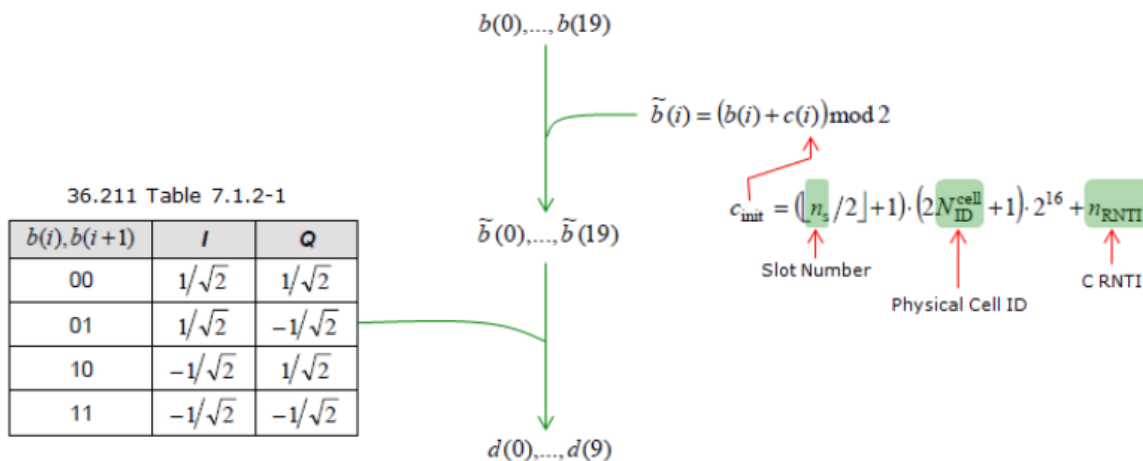 b(0),...,b(19)
b̃(i) = (b(i) + c(i)) mod 2
36.211 Table 7.1.2-1
c_init = (⌊n_s/2⌋ + 1)·(2N_ID^cell + 1)·2^16 + n_RNTI
b(i),b(i+1) I Q
b̃(0),...,b̃(19)
00 1/√2 1/√2
Slot Number
C RNTI
Physical Cell ID
01 1/√2 −1/√2
10 −1/√2 1/√2
11 −1/√2 −1/√2
d(0),...,d(9)